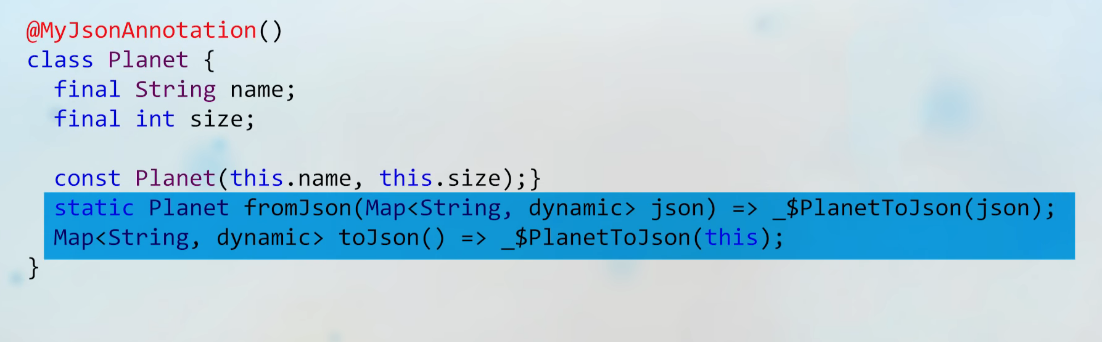 @MyJsonAnnotation()
class Planet {
  final String name;
  final int size;

  const Planet(this.name, this.size);}
  static Planet fromJson(Map<String, dynamic> json) => _$PlanetToJson(json);
  Map<String, dynamic> toJson() => _$PlanetToJson(this);
}